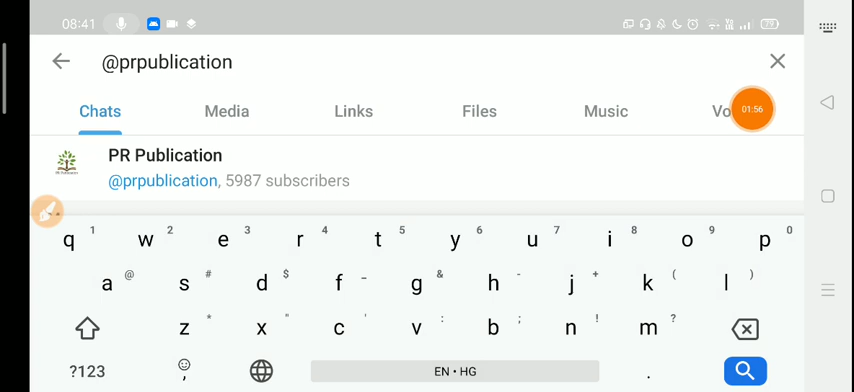 08:41
79
@prpublication
Chats Media Links Files Music Vo
01:56
PR Publication
@prpublication, 5987 subscribers
q 1 w 2 e 3 r 4 t 5 y 6 u 7 i 8 o 9 p 0
a @ s # d $ f _ g & h - j + k ( l )
z * x " c ' v : b ; n ! m ?
?123 , EN • HG .